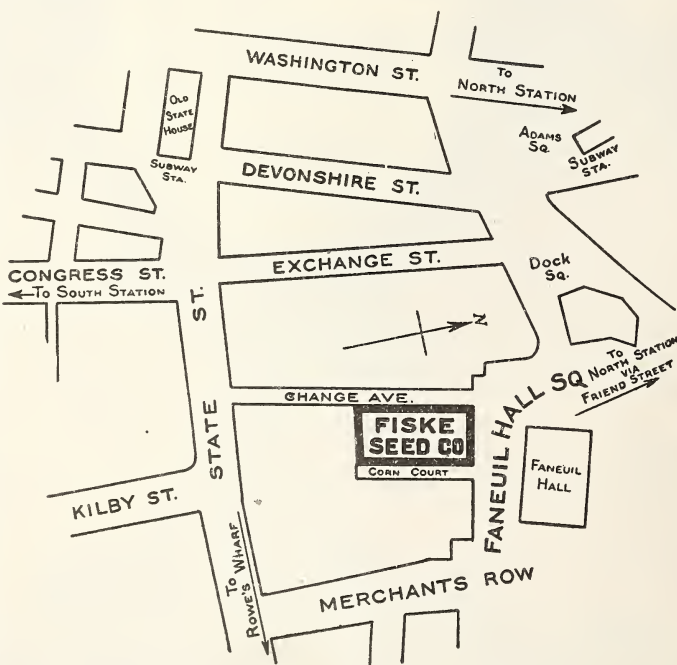 WASHINGTON ST.
TO
NORTH STATION
OLD
STATE
HOUSE
SUBWAY
STA.
ADAMS
SQ.
SUBWAY
STA.
DEVONSHIRE ST.
EXCHANGE ST.
DOCK
SQ.
CONGRESS ST.
TO SOUTH STATION
STATE ST.
N
TO
NORTH STATION
VIA
FRIEND STREET
CHANGE AVE.
FISKE
SEED CO
CORN COURT
FANEUIL HALL SQ
FANEUIL
HALL
KILBY ST.
TO
ROWE'S WHARF
MERCHANTS ROW